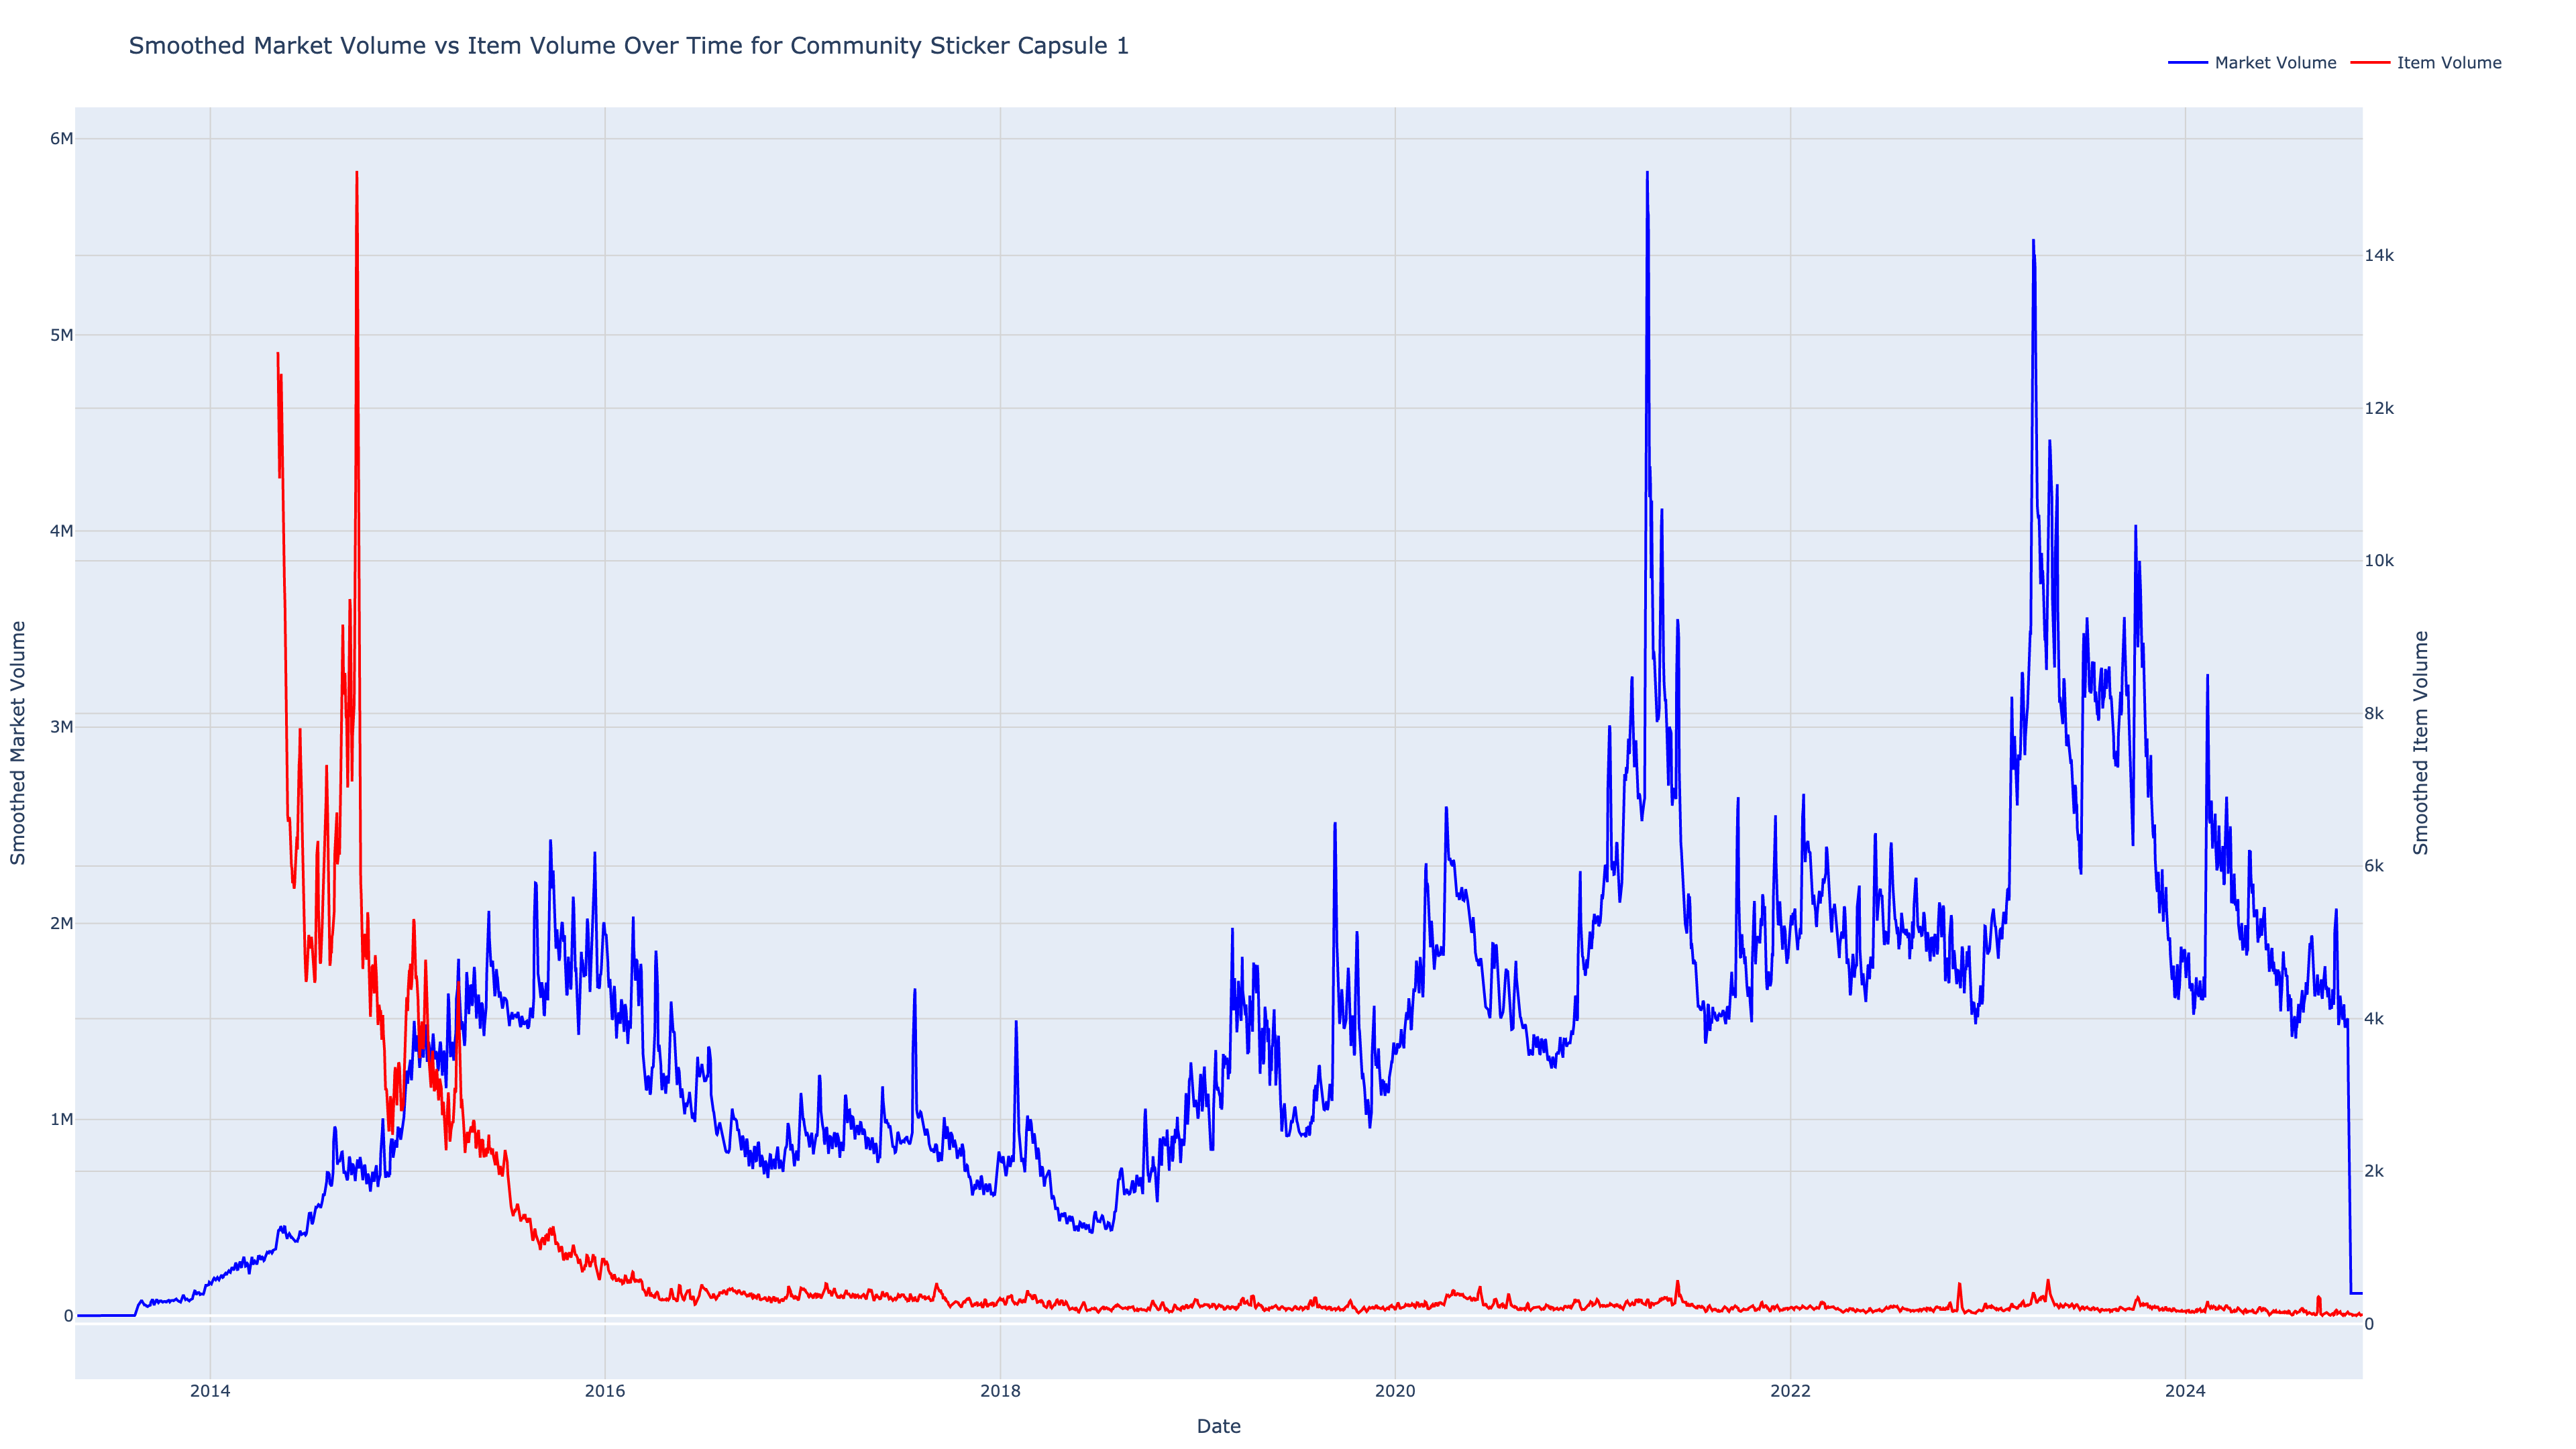 Smoothed Market Volume vs Item Volume Over Time for Community Sticker Capsule 1
Market Volume
Item Volume
6M
5M
4M
3M
2M
1M
0
Smoothed Market Volume
14k
12k
10k
8k
6k
4k
2k
0
Smoothed Item Volume
2014
2016
2018
2020
2022
2024
Date